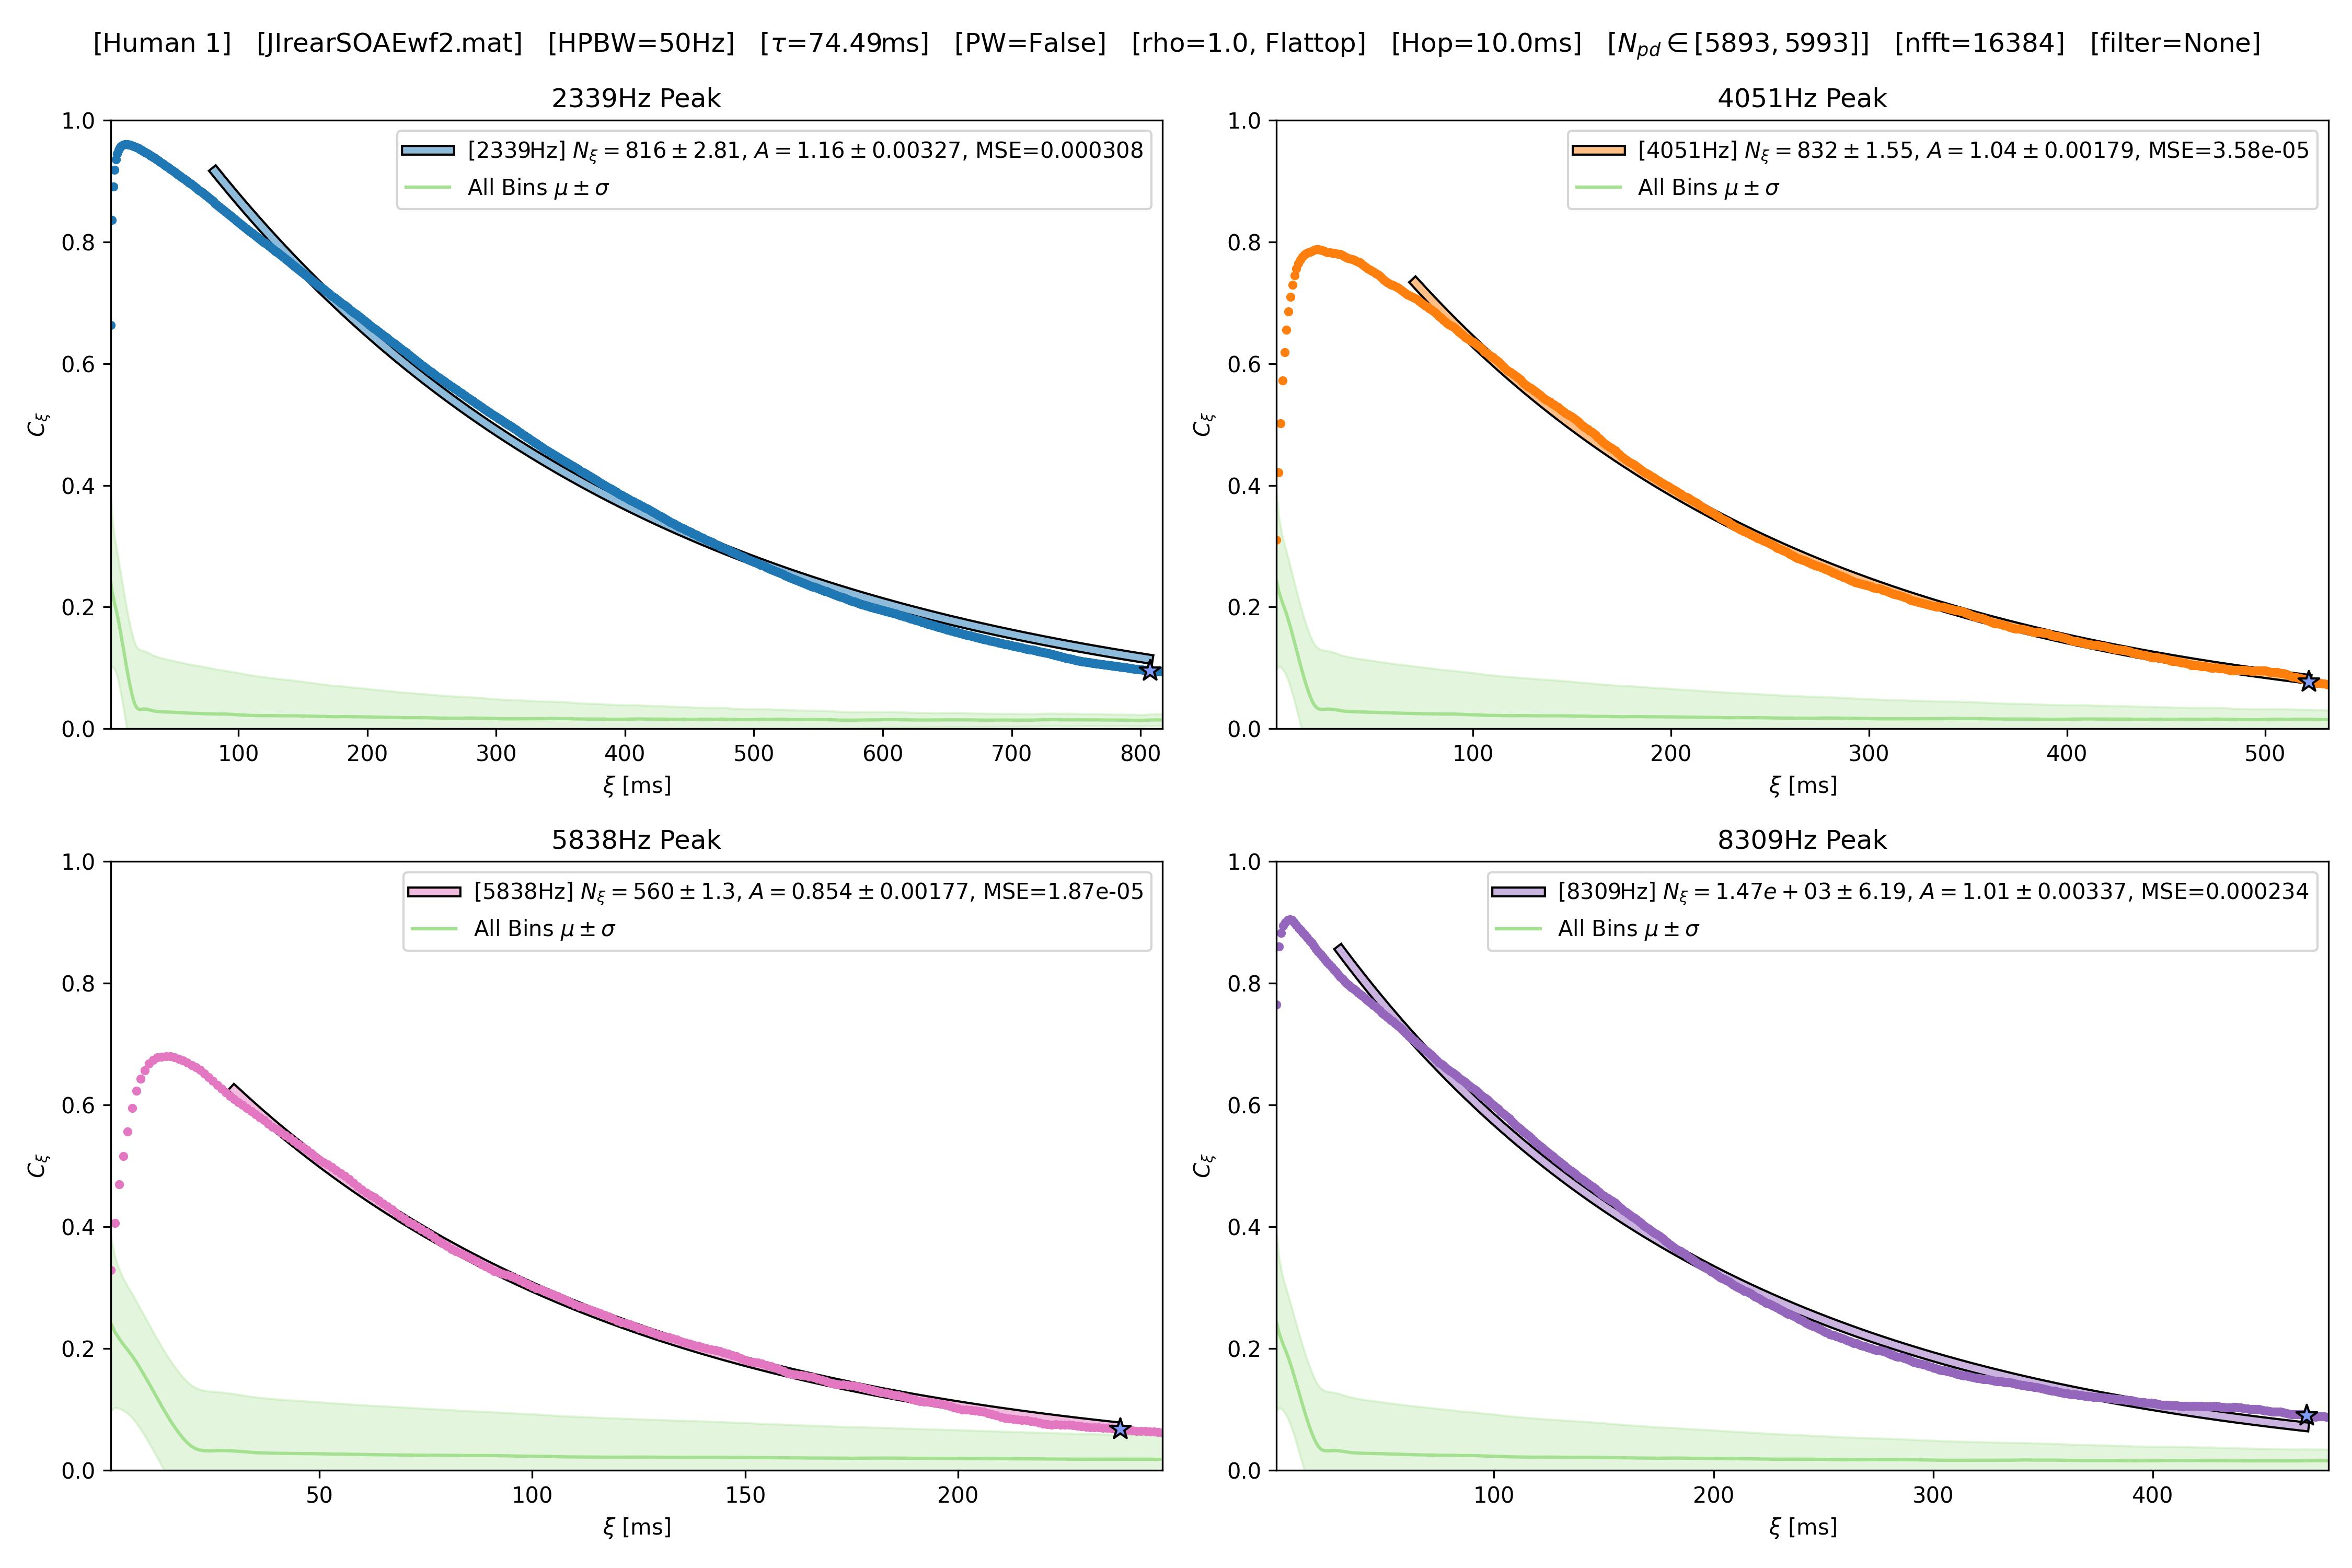 [Human 1] [JIrearSOAEwf2.mat] [HPBW=50Hz] [τ=74.49ms] [PW=False] [rho=1.0, Flattop] [Hop=10.0ms] [N_pd ∈ [5893, 5993]] [nfft=16384] [filter=None]
2339Hz Peak
[2339Hz] N_ξ = 816 ± 2.81, A = 1.16 ± 0.00327, MSE=0.000308
All Bins μ ± σ
1.0
0.8
0.6
0.4
0.2
0.0
C_ξ
100 200 300 400 500 600 700 800
ξ [ms]
4051Hz Peak
[4051Hz] N_ξ = 832 ± 1.55, A = 1.04 ± 0.00179, MSE=3.58e-05
All Bins μ ± σ
1.0
0.8
0.6
0.4
0.2
0.0
C_ξ
100 200 300 400 500
ξ [ms]
5838Hz Peak
[5838Hz] N_ξ = 560 ± 1.3, A = 0.854 ± 0.00177, MSE=1.87e-05
All Bins μ ± σ
1.0
0.8
0.6
0.4
0.2
0.0
C_ξ
50 100 150 200
ξ [ms]
8309Hz Peak
[8309Hz] N_ξ = 1.47e + 03 ± 6.19, A = 1.01 ± 0.00337, MSE=0.000234
All Bins μ ± σ
1.0
0.8
0.6
0.4
0.2
0.0
C_ξ
100 200 300 400
ξ [ms]